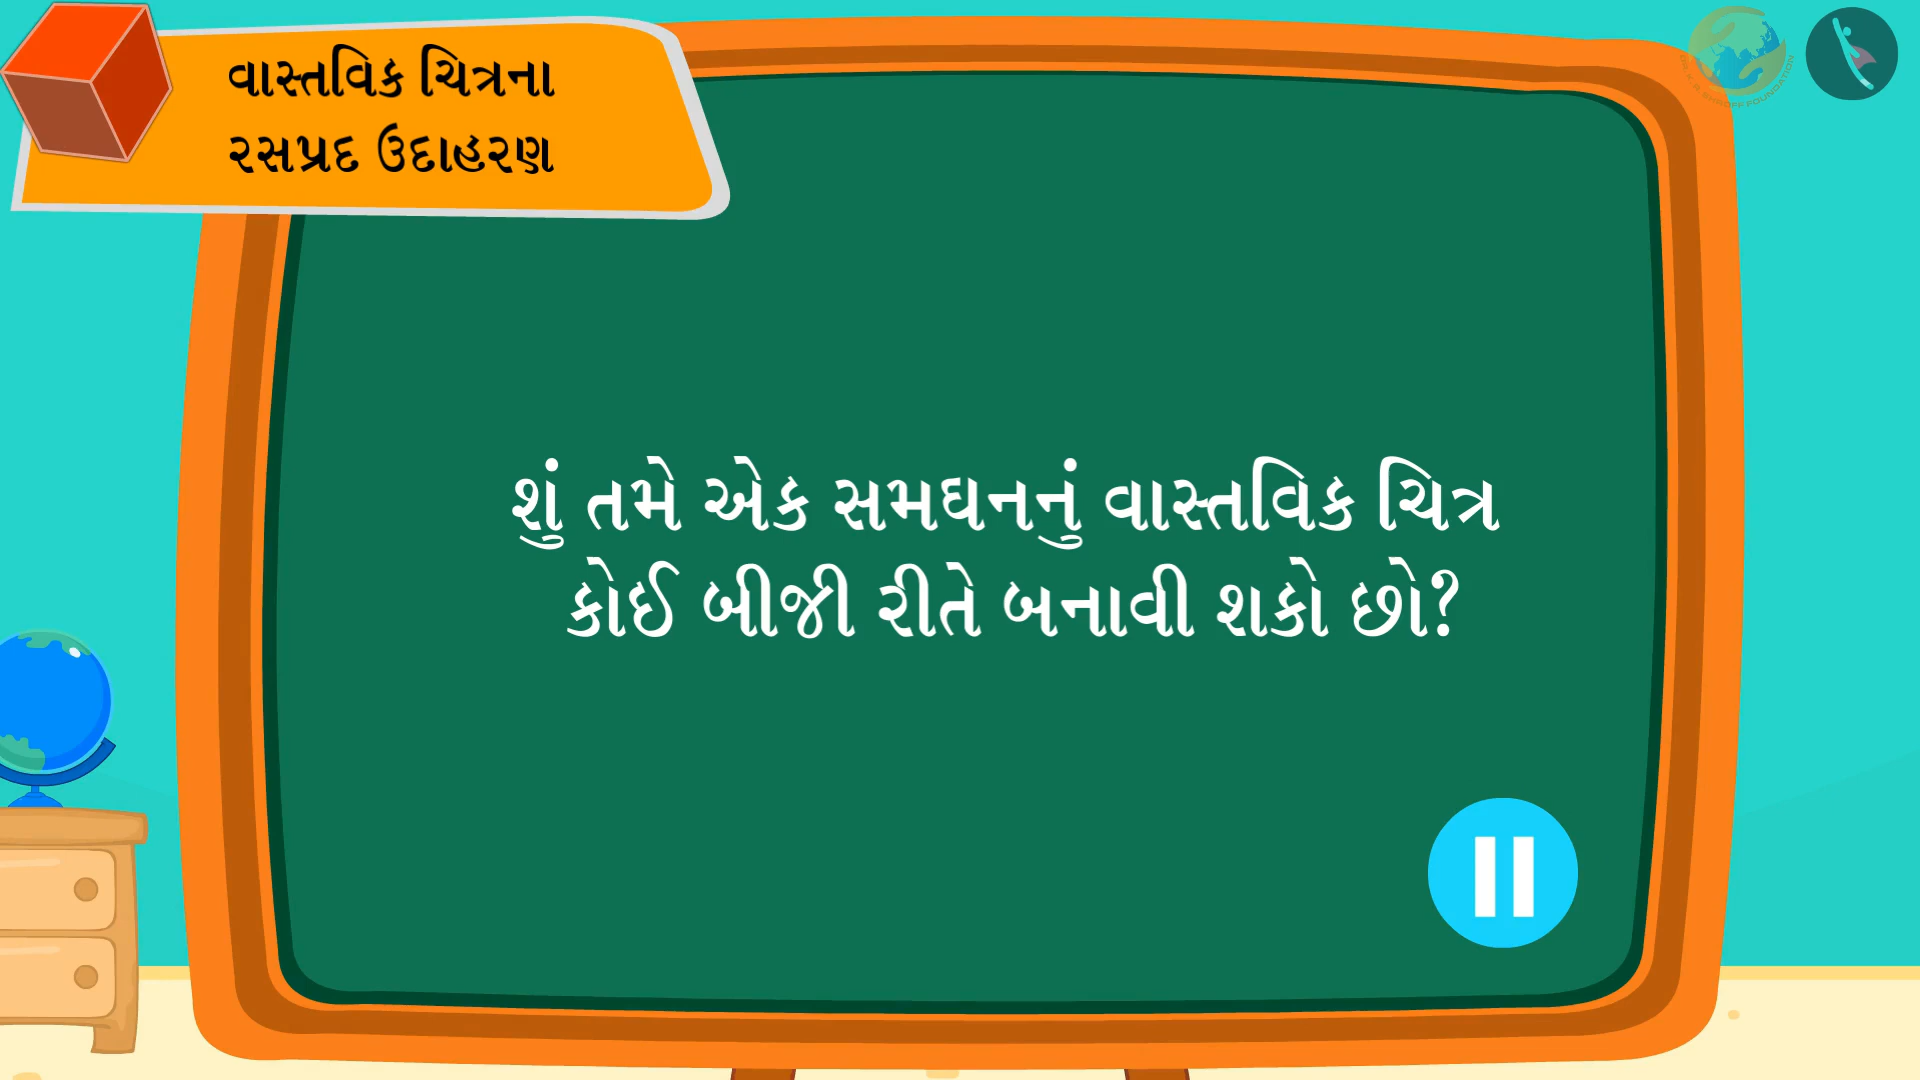 વાસ્તવિક ચિત્રના
રસપ્રદ ઉદાહરણ
શું તમે એક સમઘનનું વાસ્તવિક ચિત્ર
કોઈ બીજી રીતે બનાવી શકો છો?